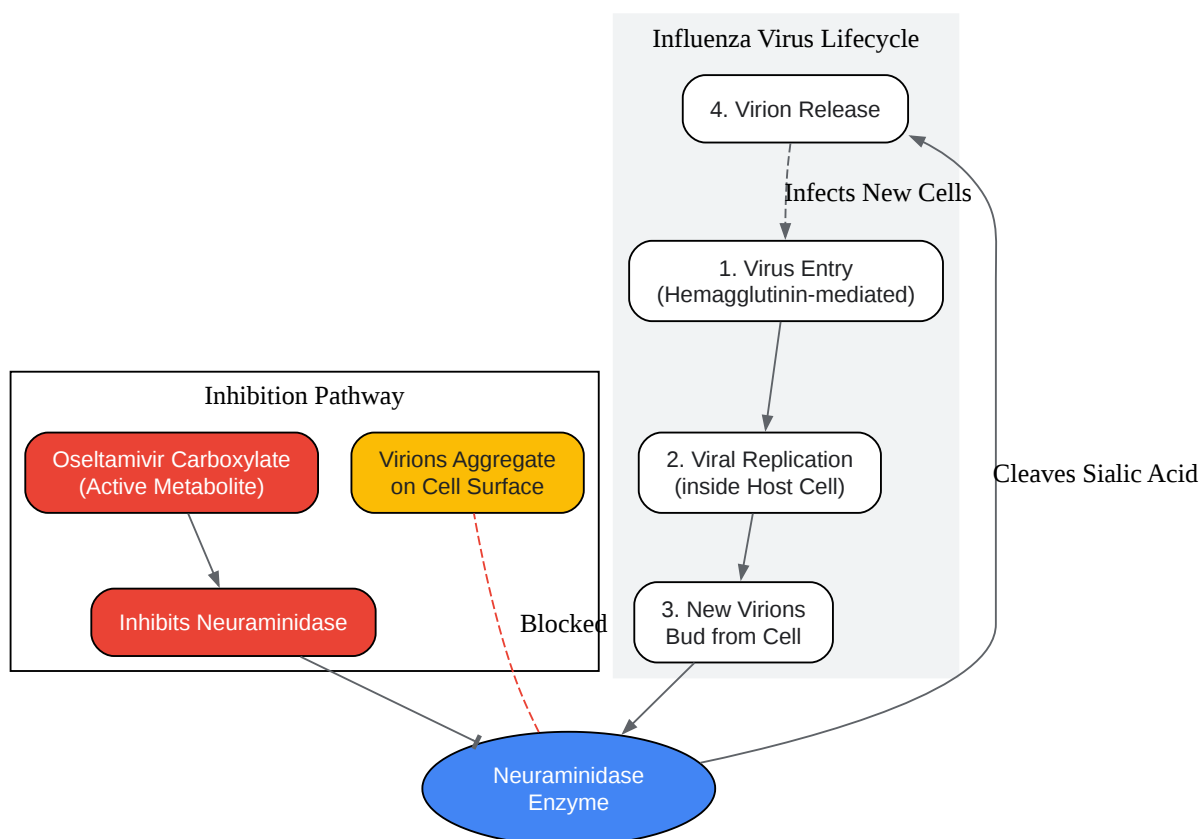 Influenza Virus Lifecycle
4. Virion Release
Infects New Cells
1. Virus Entry
(Hemagglutinin-mediated)
Inhibition Pathway
Oseltamivir Carboxylate
(Active Metabolite)
Virions Aggregate
on Cell Surface
2. Viral Replication
(inside Host Cell)
Cleaves Sialic Acid
Inhibits Neuraminidase
Blocked
3. New Virions
Bud from Cell
Neuraminidase
Enzyme